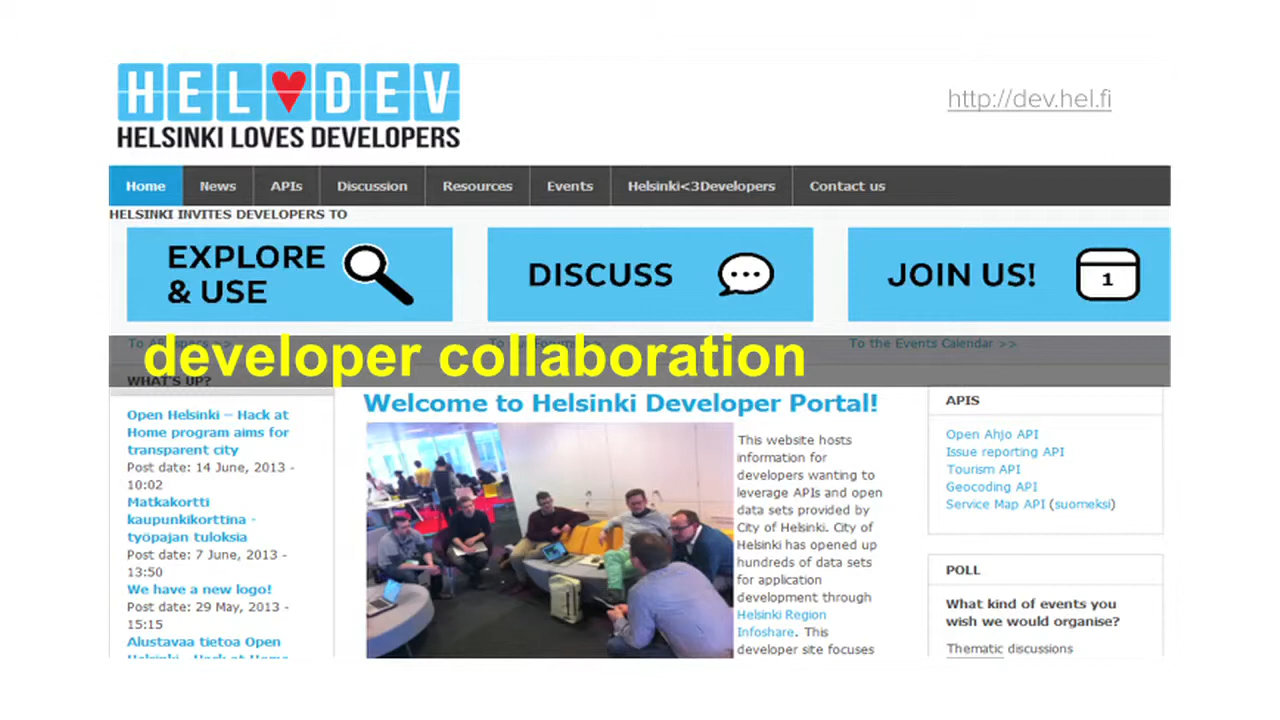 HEL DEV
HELSINKI LOVES DEVELOPERS
http://dev.hel.fi
Home News APIs Discussion Resources Events Helsinki<3Developers Contact us
HELSINKI INVITES DEVELOPERS TO
EXPLORE
& USE
DISCUSS
JOIN US!
1
To the Events Calendar >>
developer collaboration
WHAT'S UP?
Open Helsinki – Hack at
Home program aims for
transparent city
Post date: 14 June, 2013 -
10:02
Matkakortti
kaupunkikorttina -
työpajan tuloksia
Post date: 7 June, 2013 -
13:50
We have a new logo!
Post date: 29 May, 2013 -
15:15
Alustavaa tietoa Open
Helsinki - Hack at Home
Welcome to Helsinki Developer Portal!
This website hosts
information for
developers wanting to
leverage APIs and open
data sets provided by
City of Helsinki. City of
Helsinki has opened up
hundreds of data sets
for application
development through
Helsinki Region
Infoshare. This
developer site focuses
APIS
Open Ahjo API
Issue reporting API
Tourism API
Geocoding API
Service Map API (suomeksi)
POLL
What kind of events you
wish we would organise?
Thematic discussions